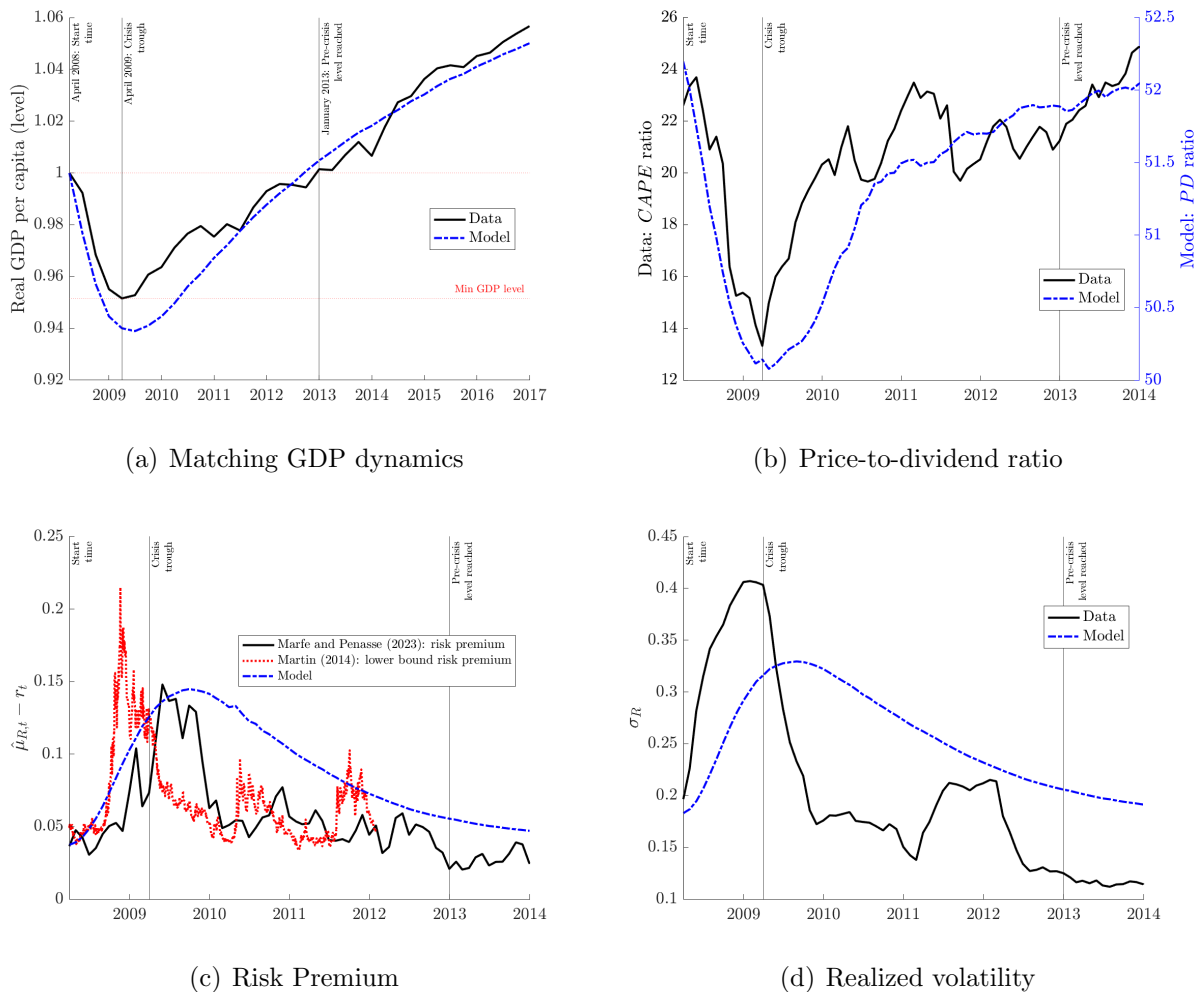 1.06
1.04
1.02
1
0.98
0.96
0.94
0.92
Real GDP per capita (level)
April 2008: Start
time
April 2009: Crisis
trough
January 2013: Pre-crisis
level reached
Data
Model
Min GDP level
2009 2010 2011 2012 2013 2014 2015 2016 2017
(a) Matching GDP dynamics
26
24
22
20
18
16
14
12
Data: CAPE ratio
Start
time
Crisis
trough
Pre-crisis
level reached
Data
Model
52.5
52
51.5
51
50.5
50
Model: PD ratio
2009 2010 2011 2012 2013 2014
(b) Price-to-dividend ratio
0.25
0.2
0.15
0.1
0.05
0
μ̂R,t − rt
Start
time
Crisis
trough
Pre-crisis
level reached
Marfe and Penasse (2023): risk premium
Martin (2014): lower bound risk premium
Model
2009 2010 2011 2012 2013 2014
(c) Risk Premium
0.45
0.4
0.35
0.3
0.25
0.2
0.15
0.1
σR
Start
time
Crisis
trough
Pre-crisis
level reached
Data
Model
2009 2010 2011 2012 2013 2014
(d) Realized volatility